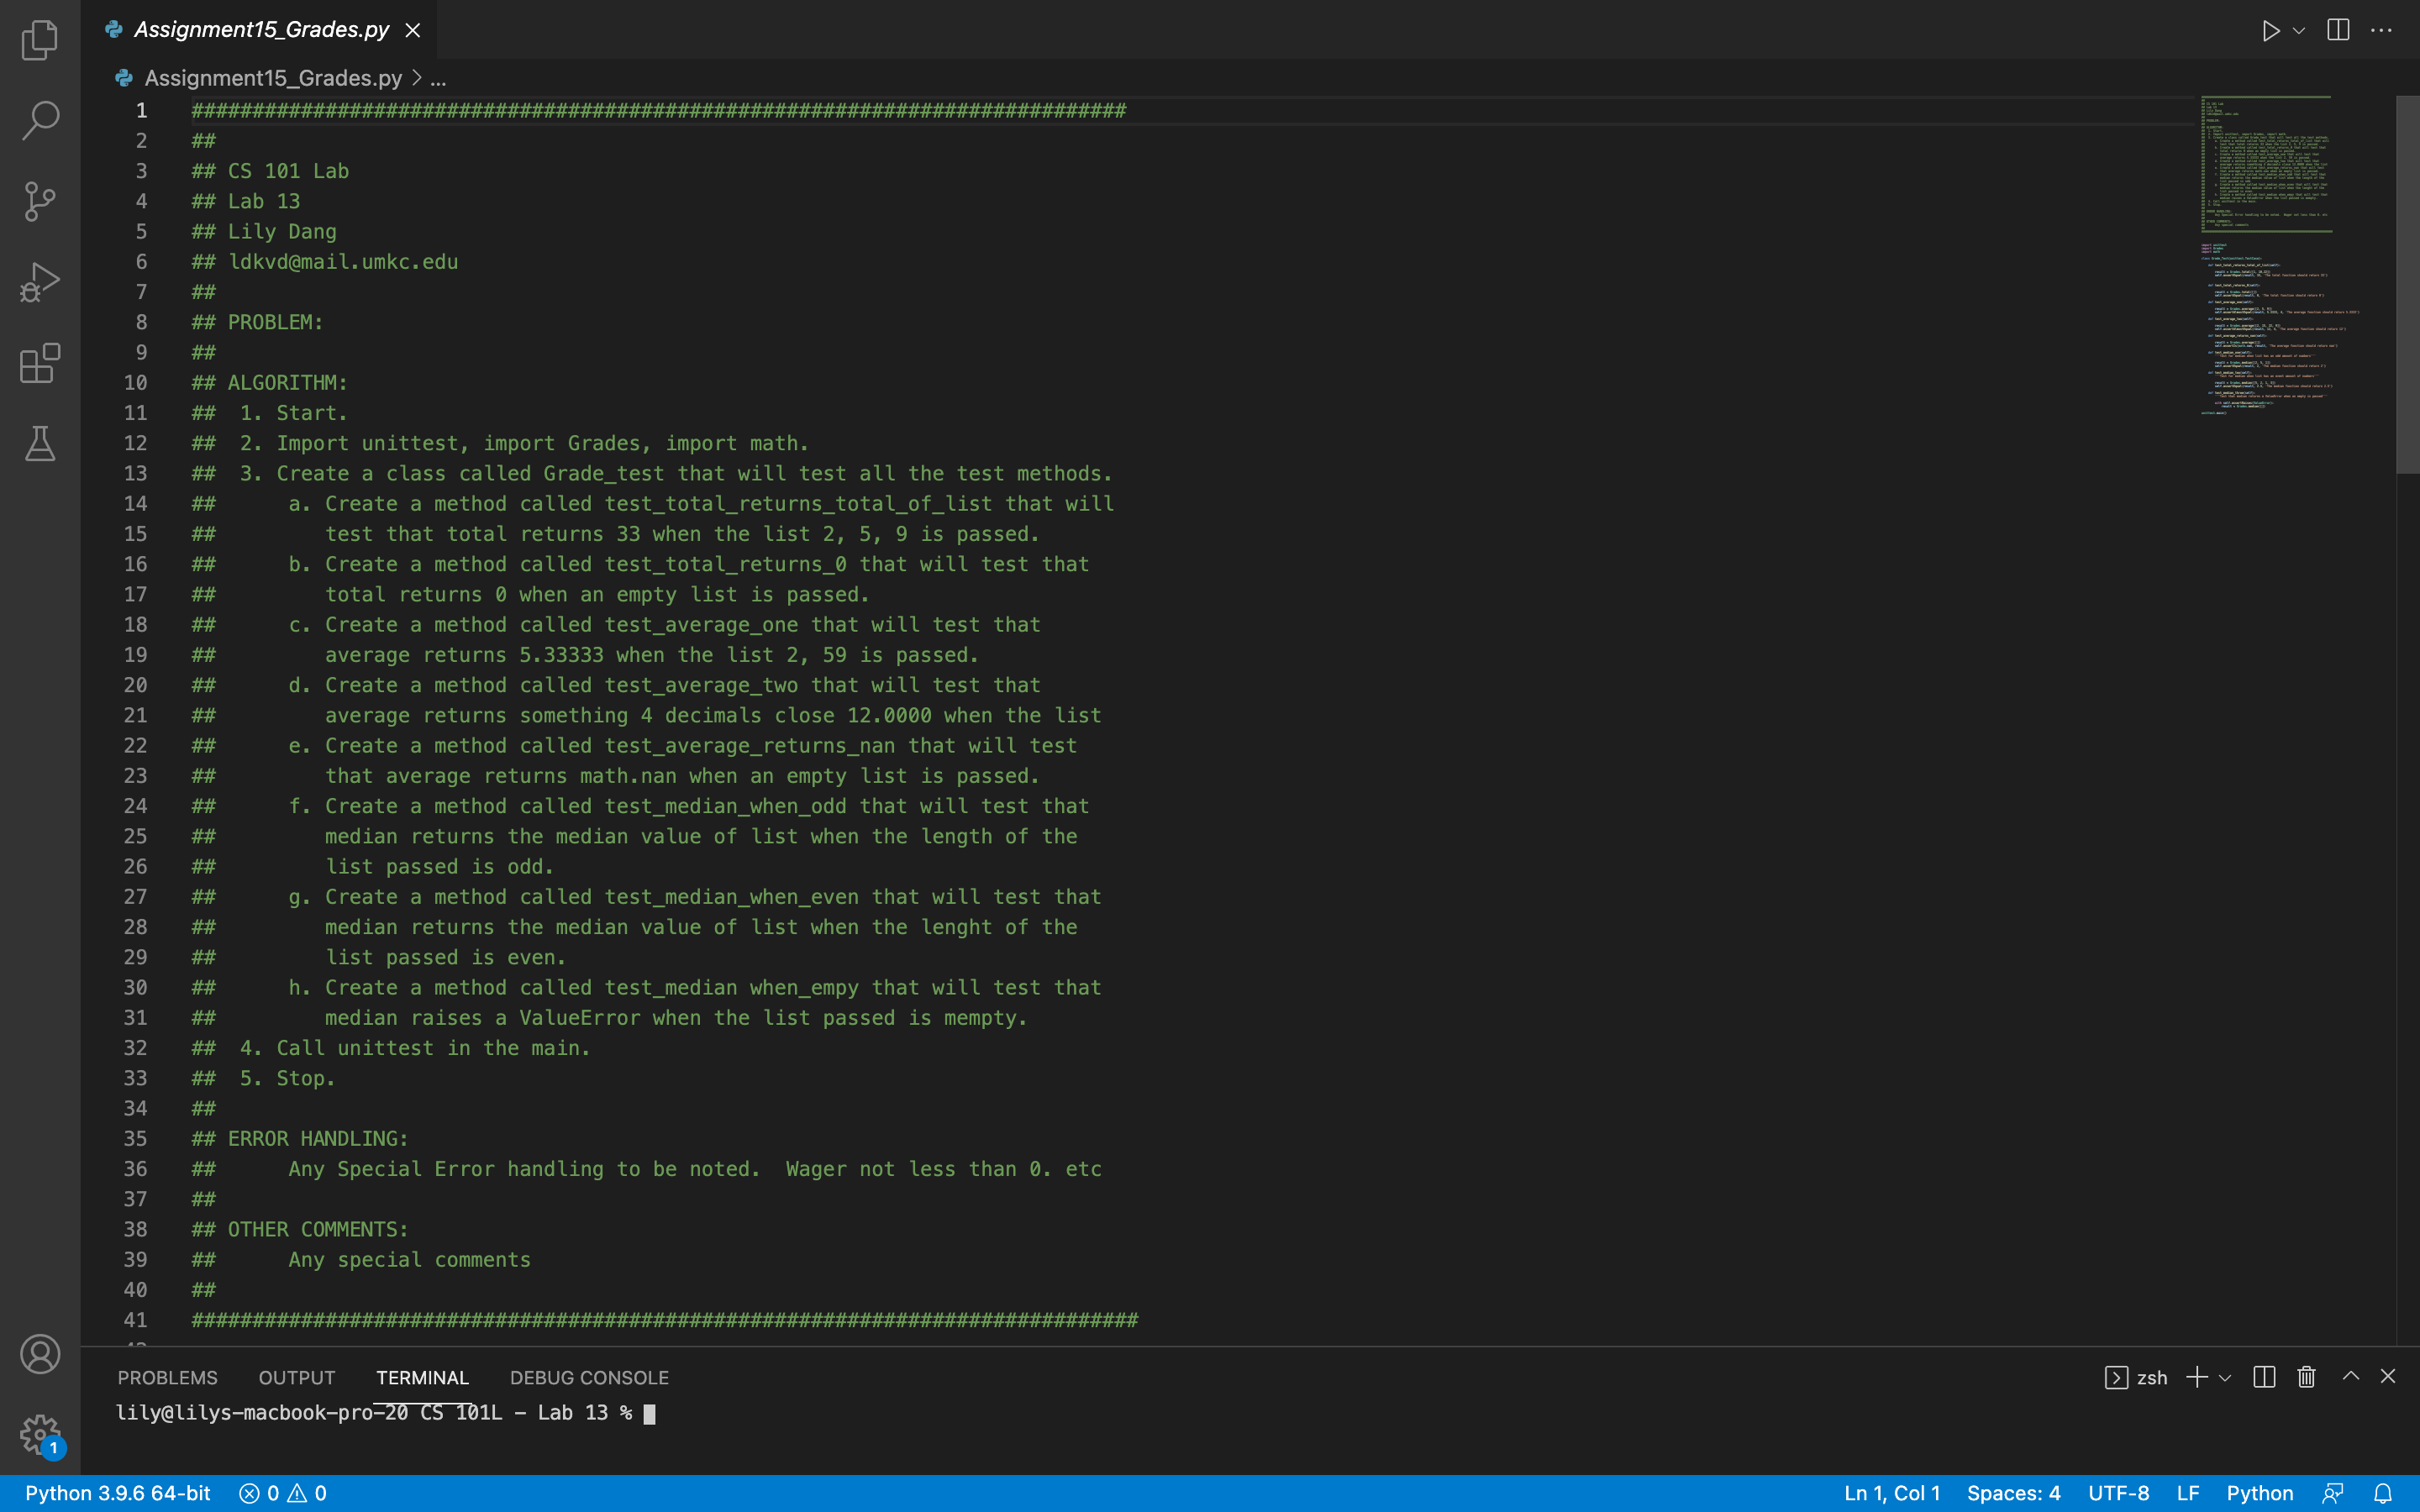 Assignment15_Grades.py
Assignment15_Grades.py > ...
1 #############################################################################
2 ##
3 ## CS 101 Lab
4 ## Lab 13
5 ## Lily Dang
6 ## ldkvd@mail.umkc.edu
7 ##
8 ## PROBLEM:
9 ##
10 ## ALGORITHM:
11 ##  1. Start.
12 ##  2. Import unittest, import Grades, import math.
13 ##  3. Create a class called Grade_test that will test all the test methods.
14 ##      a. Create a method called test_total_returns_total_of_list that will
15 ##         test that total returns 33 when the list 2, 5, 9 is passed.
16 ##      b. Create a method called test_total_returns_0 that will test that
17 ##         total returns 0 when an empty list is passed.
18 ##      c. Create a method called test_average_one that will test that
19 ##         average returns 5.33333 when the list 2, 59 is passed.
20 ##      d. Create a method called test_average_two that will test that
21 ##         average returns something 4 decimals close 12.0000 when the list
22 ##      e. Create a method called test_average_returns_nan that will test
23 ##         that average returns math.nan when an empty list is passed.
24 ##      f. Create a method called test_median_when_odd that will test that
25 ##         median returns the median value of list when the length of the
26 ##         list passed is odd.
27 ##      g. Create a method called test_median_when_even that will test that
28 ##         median returns the median value of list when the lenght of the
29 ##         list passed is even.
30 ##      h. Create a method called test_median when_empy that will test that
31 ##         median raises a ValueError when the list passed is mempty.
32 ##  4. Call unittest in the main.
33 ##  5. Stop.
34 ##
35 ## ERROR HANDLING:
36 ##      Any Special Error handling to be noted.  Wager not less than 0. etc
37 ##
38 ## OTHER COMMENTS:
39 ##      Any special comments
40 ##
41 ##############################################################################
PROBLEMS OUTPUT TERMINAL DEBUG CONSOLE zsh
lily@lilys-macbook-pro-20 CS 101L - Lab 13 %
1
Python 3.9.6 64-bit 0 0 Ln 1, Col 1 Spaces: 4 UTF-8 LF Python